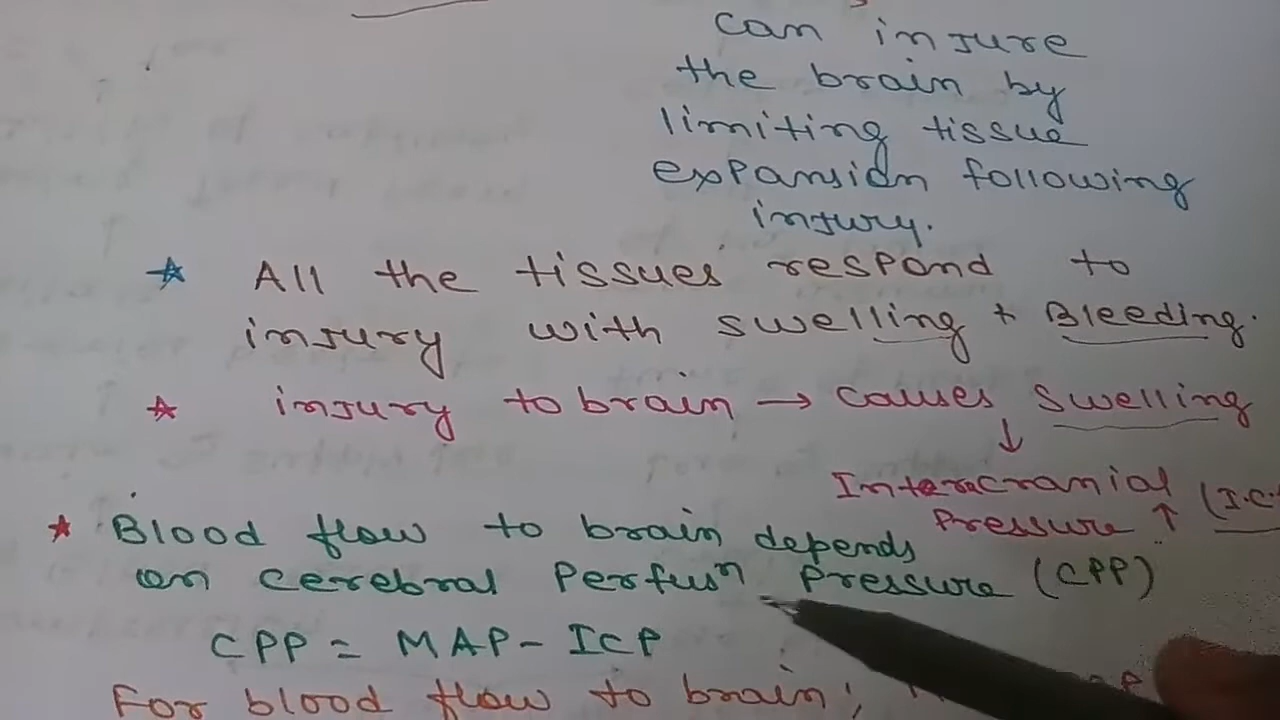 can injure
the brain by
limiting tissue
expansion following
injury.
All the tissues respond to
injury with swelling + Bleeding.
injury to brain → causes swelling
↓
Interacranial (I.C.
Pressure ↑
Blood flow to brain depends
on cerebral Perfusn Pressure (CPP)
CPP = MAP - ICP
For blood flow to brain;